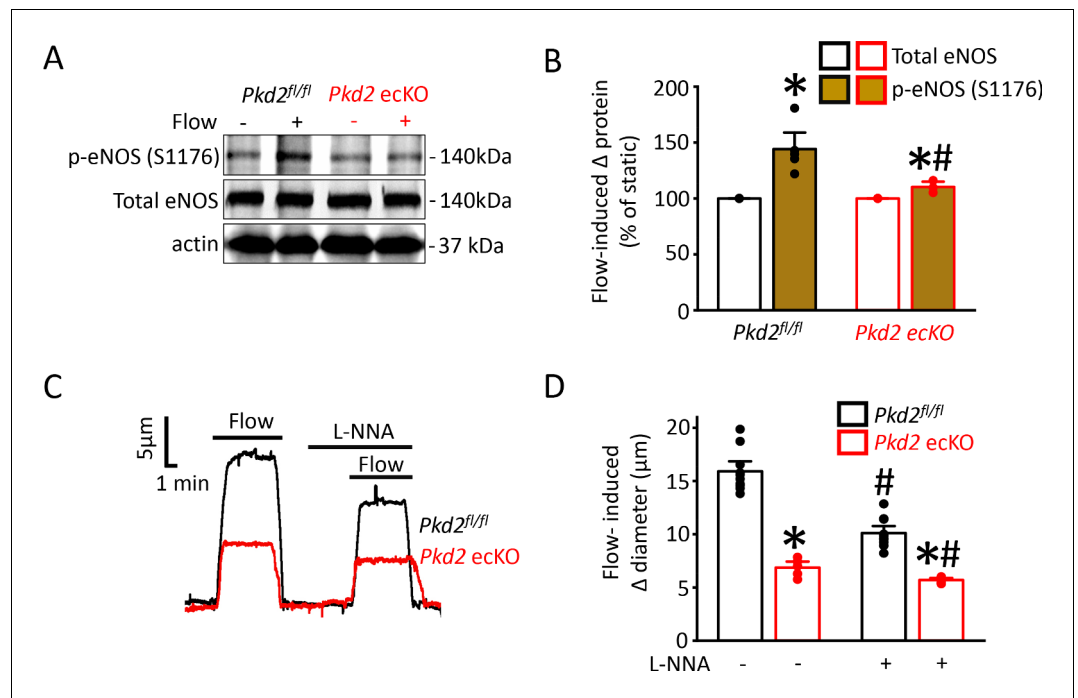 A
Pkd2fl/fl Pkd2 ecKO
Flow - + - +
p-eNOS (S1176) -140kDa
Total eNOS -140kDa
actin -37 kDa
B
Total eNOS
p-eNOS (S1176)
Flow-induced Δ protein
(% of static)
200
150
100
50
0
*
*#
Pkd2fl/fl Pkd2 ecKO
C
5µm
1 min
Flow
L-NNA
Flow
Pkd2fl/fl
Pkd2 ecKO
D
Pkd2fl/fl
Pkd2 ecKO
Flow- induced
Δ diameter (µm)
20
15
10
5
0
*
#
*#
L-NNA - - + +